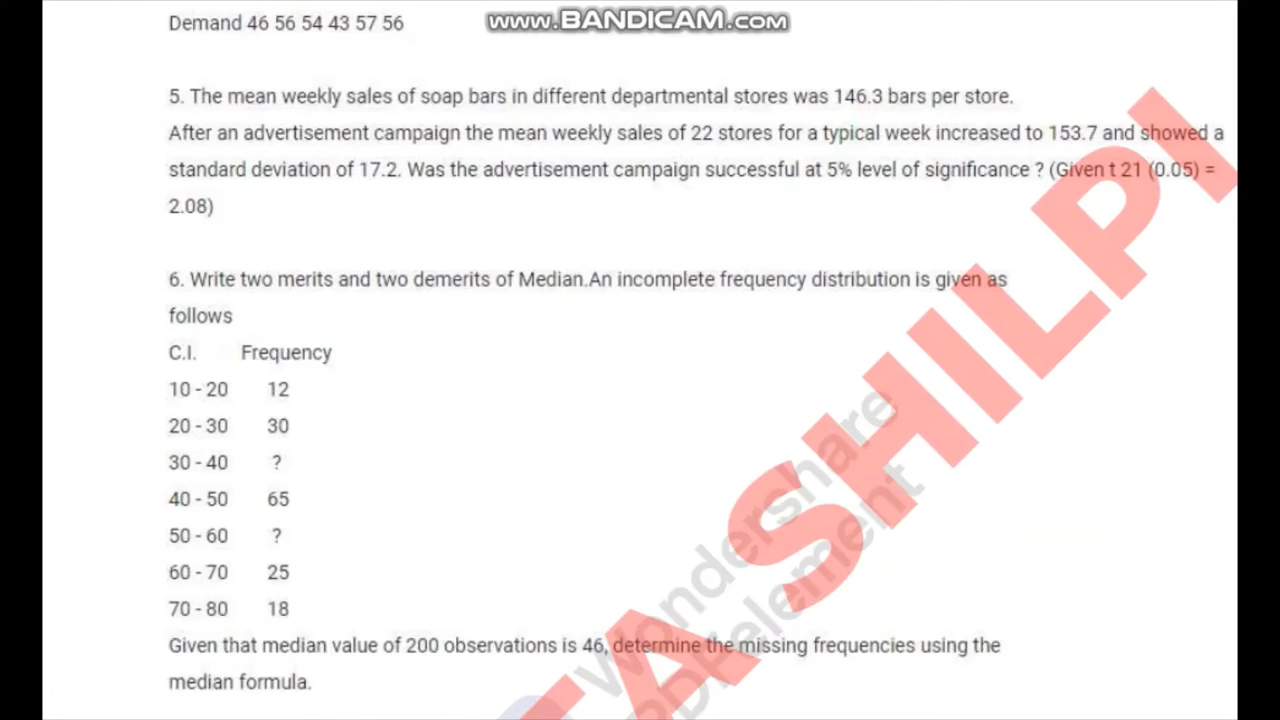 Demand 46 56 54 43 57 56
www.BANDICAM.com
5. The mean weekly sales of soap bars in different departmental stores was 146.3 bars per store.
After an advertisement campaign the mean weekly sales of 22 stores for a typical week increased to 153.7 and showed a
standard deviation of 17.2. Was the advertisement campaign successful at 5% level of significance ? (Given t 21 (0.05) =
2.08)
6. Write two merits and two demerits of Median.An incomplete frequency distribution is given as
follows
C.I. Frequency
10 - 20 12
20 - 30 30
30 - 40 ?
40 - 50 65
50 - 60 ?
60 - 70 25
70 - 80 18
Given that median value of 200 observations is 46, determine the missing frequencies using the
median formula.
TA SHILPI
Wondershare
PDFelement